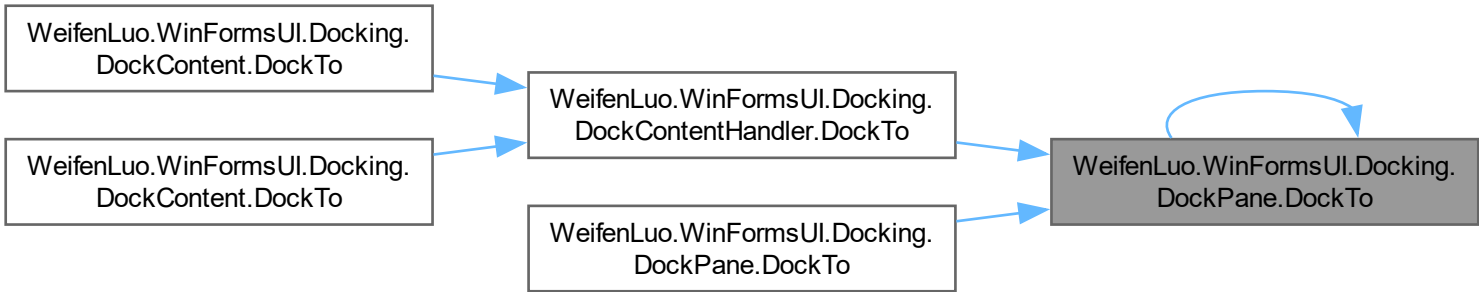 WeifenLuo.WinFormsUI.Docking.
DockContent.DockTo
WeifenLuo.WinFormsUI.Docking.
DockContent.DockTo
WeifenLuo.WinFormsUI.Docking.
DockContentHandler.DockTo
WeifenLuo.WinFormsUI.Docking.
DockPane.DockTo
WeifenLuo.WinFormsUI.Docking.
DockPane.DockTo